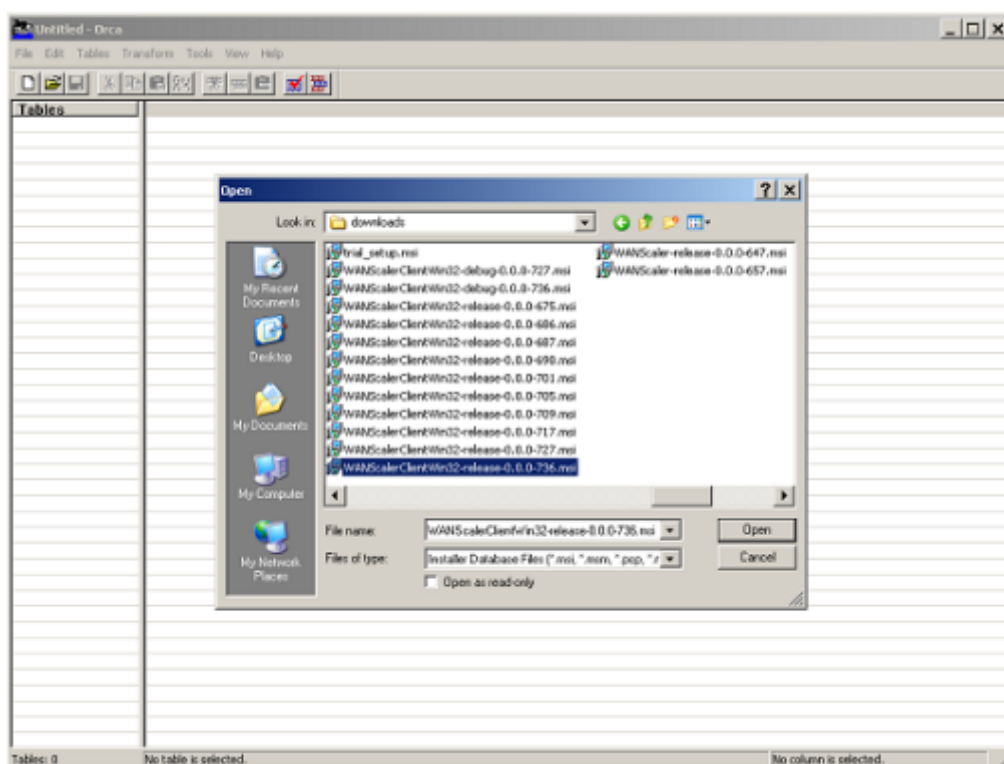 Untitled - Orca
File Edit Tables Transform Tools View Help
Tables
Open
Look in: downloads
My Recent Documents
Desktop
My Documents
My Computer
My Network Places
trial_setup.msi
WANScalerClientWin32-debug-0.0.0-727.msi
WANScalerClientWin32-debug-0.0.0-736.msi
WANScalerClientWin32-release-0.0.0-675.msi
WANScalerClientWin32-release-0.0.0-686.msi
WANScalerClientWin32-release-0.0.0-687.msi
WANScalerClientWin32-release-0.0.0-698.msi
WANScalerClientWin32-release-0.0.0-701.msi
WANScalerClientWin32-release-0.0.0-705.msi
WANScalerClientWin32-release-0.0.0-709.msi
WANScalerClientWin32-release-0.0.0-717.msi
WANScalerClientWin32-release-0.0.0-727.msi
WANScalerClientWin32-release-0.0.0-736.msi
WANScaler-release-0.0.0-647.msi
WANScaler-release-0.0.0-657.msi
File name: WANScalerClientWin32-release-0.0.0-736.msi
Open
Files of type: Installer Database Files (*.msi, *.msm, *.pcp, *.r
Cancel
Open as read-only
Tables: 0
No table is selected.
No column is selected.